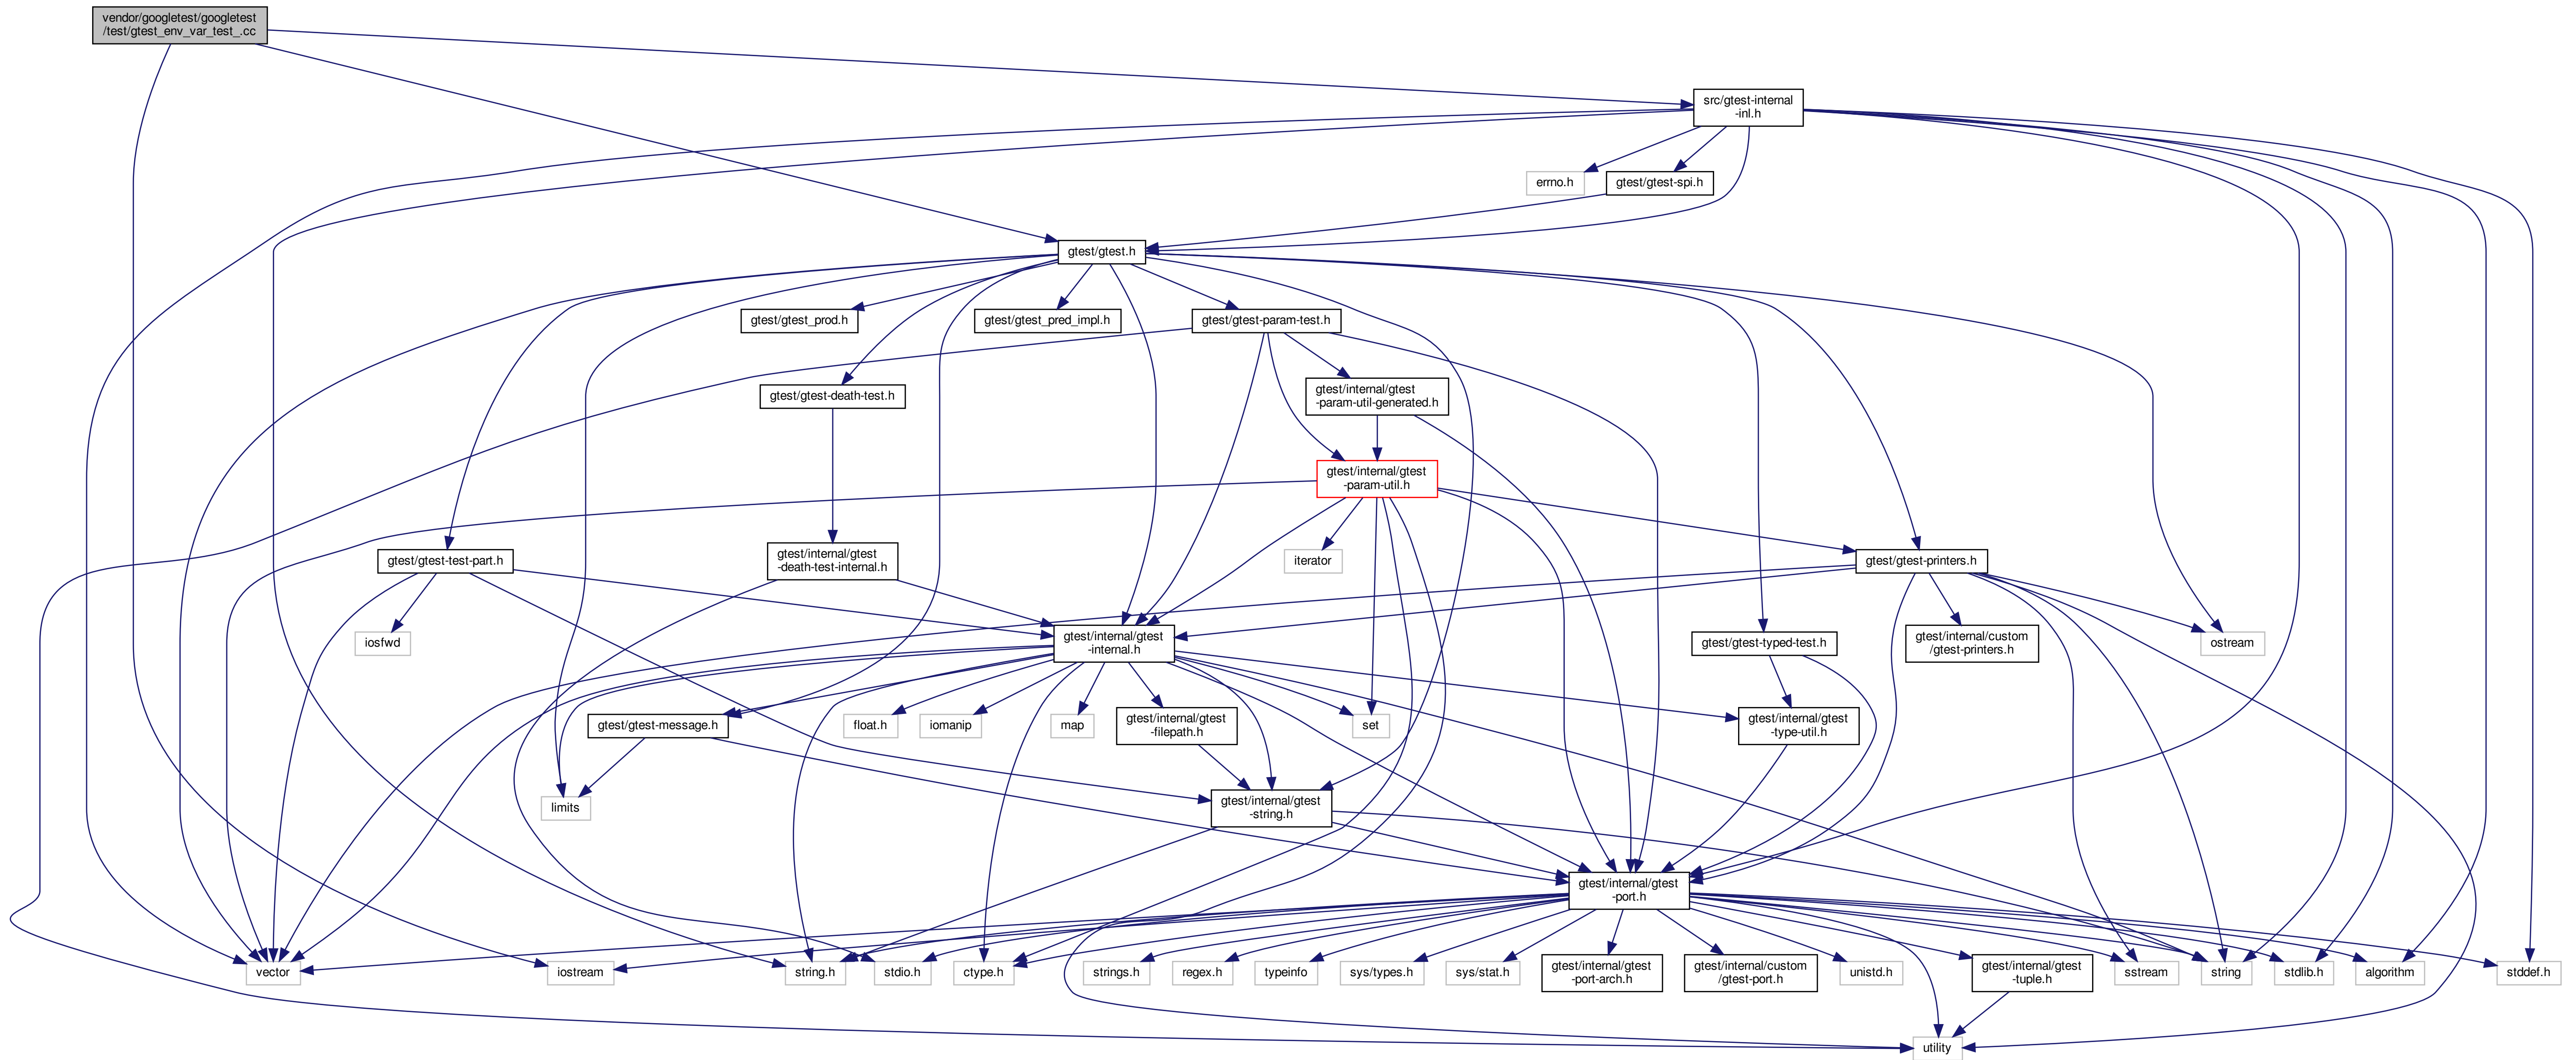 vendor/googletest/googletest
/test/gtest_env_var_test_.cc
src/gtest-internal
-inl.h
errno.h
gtest/gtest-spi.h
gtest/gtest.h
gtest/gtest_prod.h
gtest/gtest_pred_impl.h
gtest/gtest-param-test.h
gtest/gtest-death-test.h
gtest/internal/gtest
-param-util-generated.h
gtest/internal/gtest
-param-util.h
gtest/gtest-test-part.h
gtest/internal/gtest
-death-test-internal.h
iterator
gtest/gtest-printers.h
iosfwd
gtest/internal/gtest
-internal.h
gtest/gtest-typed-test.h
gtest/internal/custom
/gtest-printers.h
ostream
gtest/gtest-message.h
float.h
iomanip
map
gtest/internal/gtest
-filepath.h
set
gtest/internal/gtest
-type-util.h
limits
gtest/internal/gtest
-string.h
gtest/internal/gtest
-port.h
vector
iostream
string.h
stdio.h
ctype.h
strings.h
regex.h
typeinfo
sys/types.h
sys/stat.h
gtest/internal/gtest
-port-arch.h
gtest/internal/custom
/gtest-port.h
unistd.h
gtest/internal/gtest
-tuple.h
sstream
string
stdlib.h
algorithm
stddef.h
utility